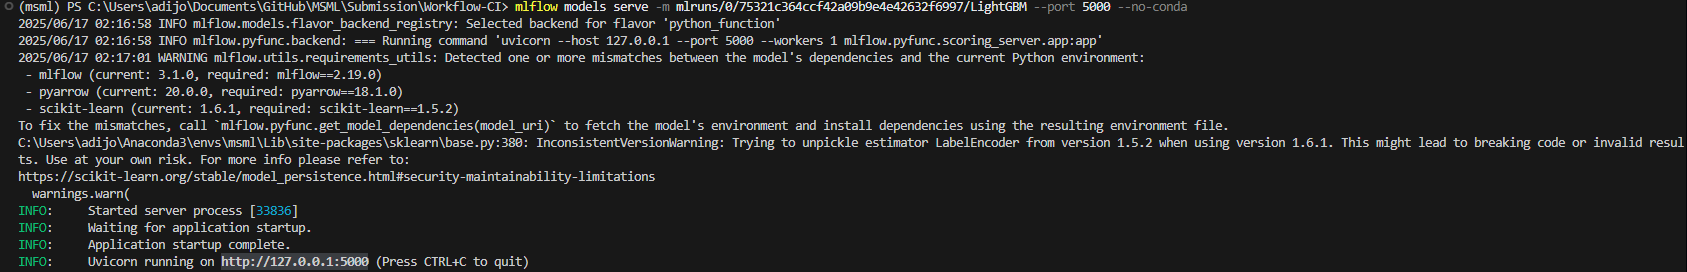 (msml) PS C:\Users\adijo\Documents\GitHub\MSML\Submission\Workflow-CI> mlflow models serve -m mlruns/0/75321c364ccf42a09b9e4e42632f6997/LightGBM --port 5000 --no-conda
2025/06/17 02:16:58 INFO mlflow.models.flavor_backend_registry: Selected backend for flavor 'python_function'
2025/06/17 02:16:58 INFO mlflow.pyfunc.backend: === Running command 'uvicorn --host 127.0.0.1 --port 5000 --workers 1 mlflow.pyfunc.scoring_server.app:app'
2025/06/17 02:17:01 WARNING mlflow.utils.requirements_utils: Detected one or more mismatches between the model's dependencies and the current Python environment:
 - mlflow (current: 3.1.0, required: mlflow==2.19.0)
 - pyarrow (current: 20.0.0, required: pyarrow==18.1.0)
 - scikit-learn (current: 1.6.1, required: scikit-learn==1.5.2)
To fix the mismatches, call `mlflow.pyfunc.get_model_dependencies(model_uri)` to fetch the model's environment and install dependencies using the resulting environment file.
C:\Users\adijo\Anaconda3\envs\msml\Lib\site-packages\sklearn\base.py:380: InconsistentVersionWarning: Trying to unpickle estimator LabelEncoder from version 1.5.2 when using version 1.6.1. This might lead to breaking code or invalid resul
ts. Use at your own risk. For more info please refer to:
https://scikit-learn.org/stable/model_persistence.html#security-maintainability-limitations
  warnings.warn(
INFO:     Started server process [33836]
INFO:     Waiting for application startup.
INFO:     Application startup complete.
INFO:     Uvicorn running on http://127.0.0.1:5000 (Press CTRL+C to quit)